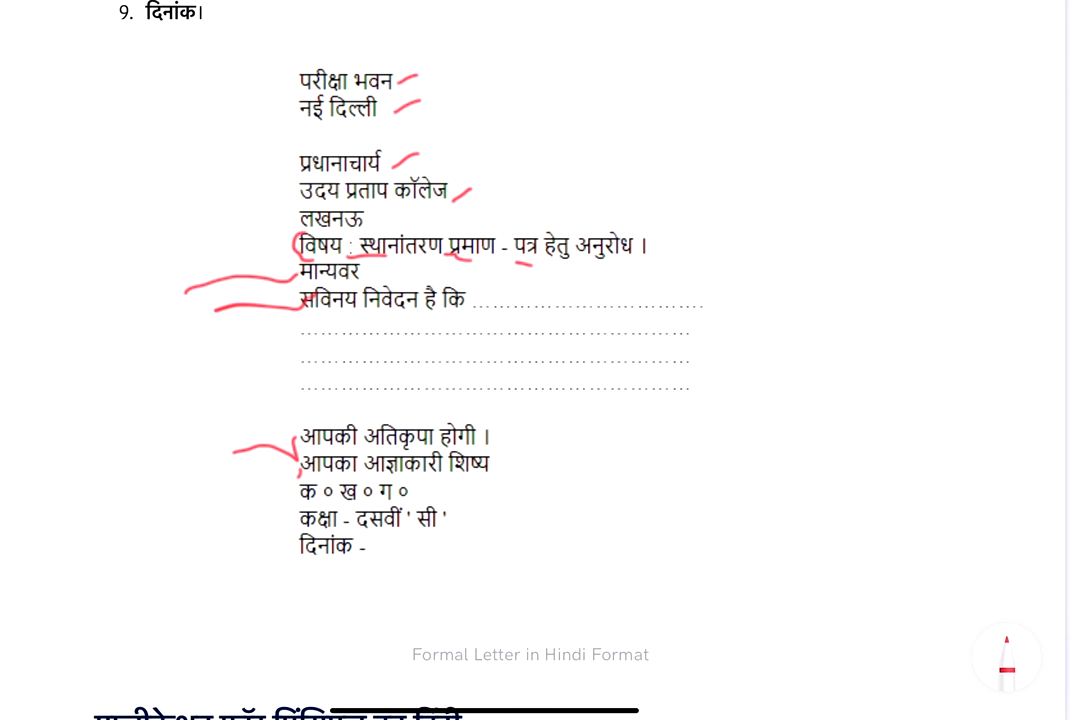 9. दिनांक।
परीक्षा भवन
नई दिल्ली
प्रधानाचार्य
उदय प्रताप कॉलेज
लखनऊ
विषय : स्थानांतरण प्रमाण - पत्र हेतु अनुरोध ।
मान्यवर
सविनय निवेदन है कि ..................................
..........................................................
..........................................................
..........................................................
आपकी अतिकृपा होगी ।
आपका आज्ञाकारी शिष्य
क ० ख ० ग ०
कक्षा - दसवीं ' सी '
दिनांक -
Formal Letter in Hindi Format